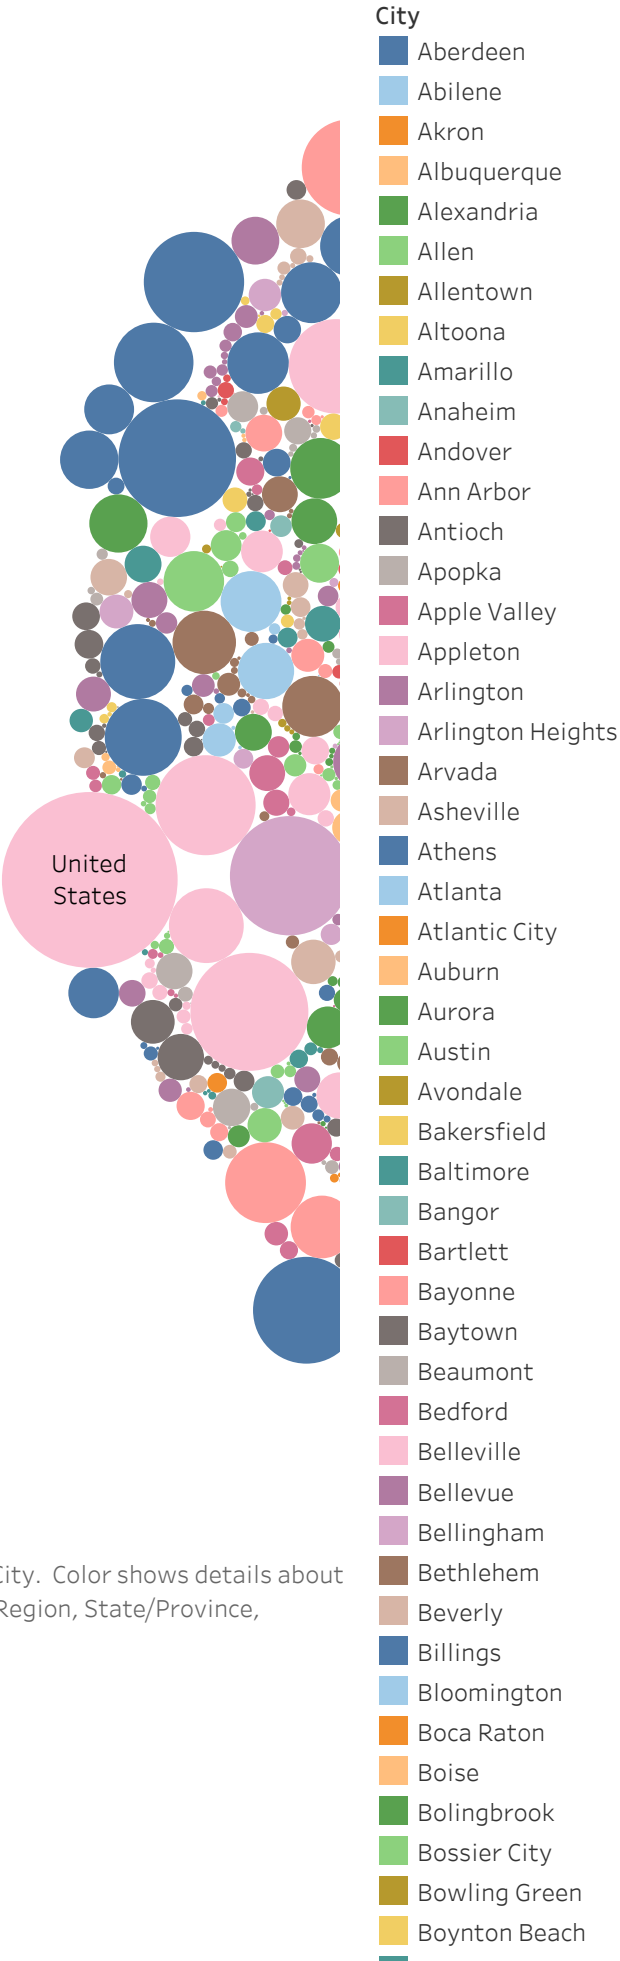 City
Aberdeen
Abilene
Akron
Albuquerque
Alexandria
Allen
Allentown
Altoona
Amarillo
Anaheim
Andover
Ann Arbor
Antioch
Apopka
Apple Valley
Appleton
Arlington
Arlington Heights
Arvada
Asheville
Athens
Atlanta
Atlantic City
Auburn
Aurora
Austin
Avondale
Bakersfield
Baltimore
Bangor
Bartlett
Bayonne
Baytown
Beaumont
Bedford
Belleville
Bellevue
Bellingham
Bethlehem
Beverly
Billings
Bloomington
Boca Raton
Boise
Bolingbrook
Bossier City
Bowling Green
Boynton Beach
United
States
City. Color shows details about
Region, State/Province,